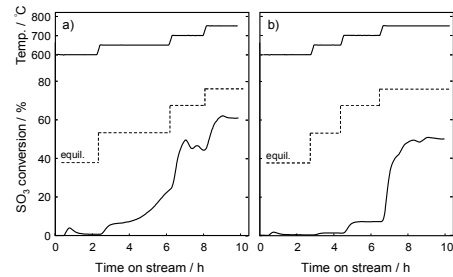 Temp. / °C
800
700
600
a)
b)
SO3 conversion / %
80
60
40
20
0
equil.
equil.
0 2 4 6 8 10
0 2 4 6 8 10
Time on stream / h
Time on stream / h